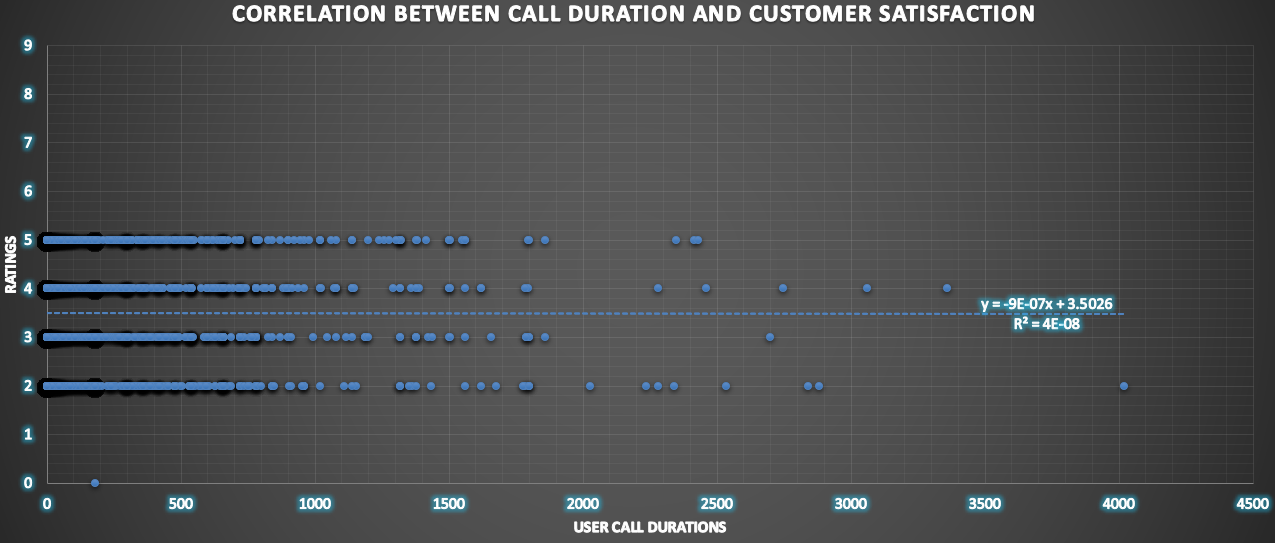 CORRELATION BETWEEN CALL DURATION AND CUSTOMER SATISFACTION
9
8
7
6
5
4
3
2
1
0
RATINGS
y = -9E-07x + 3.5026
R² = 4E-08
0 500 1000 1500 2000 2500 3000 3500 4000 4500
USER CALL DURATIONS